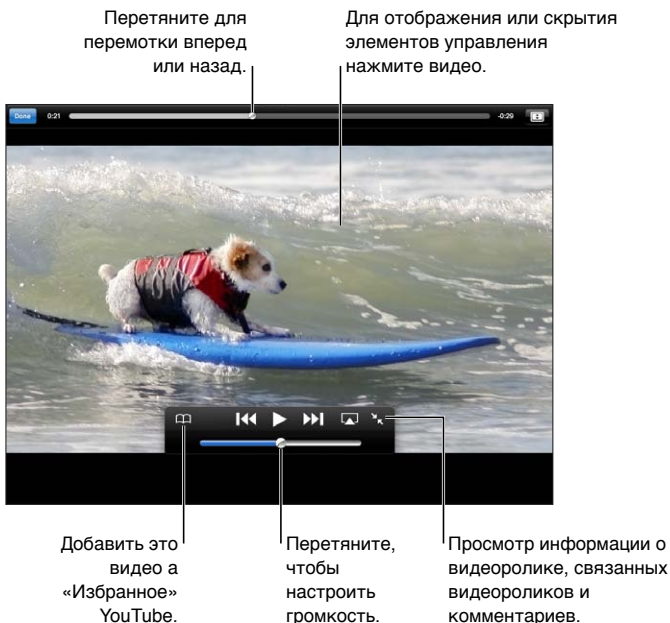 Перетяните для
перемотки вперед
или назад.
Для отображения или скрытия
элементов управления
нажмите видео.
Done 0:21 -0:29
Добавить это
видео а
«Избранное»
YouTube.
Перетяните,
чтобы
настроить
громкость.
Просмотр информации о
видеоролике, связанных
видеороликов и
комментариев.